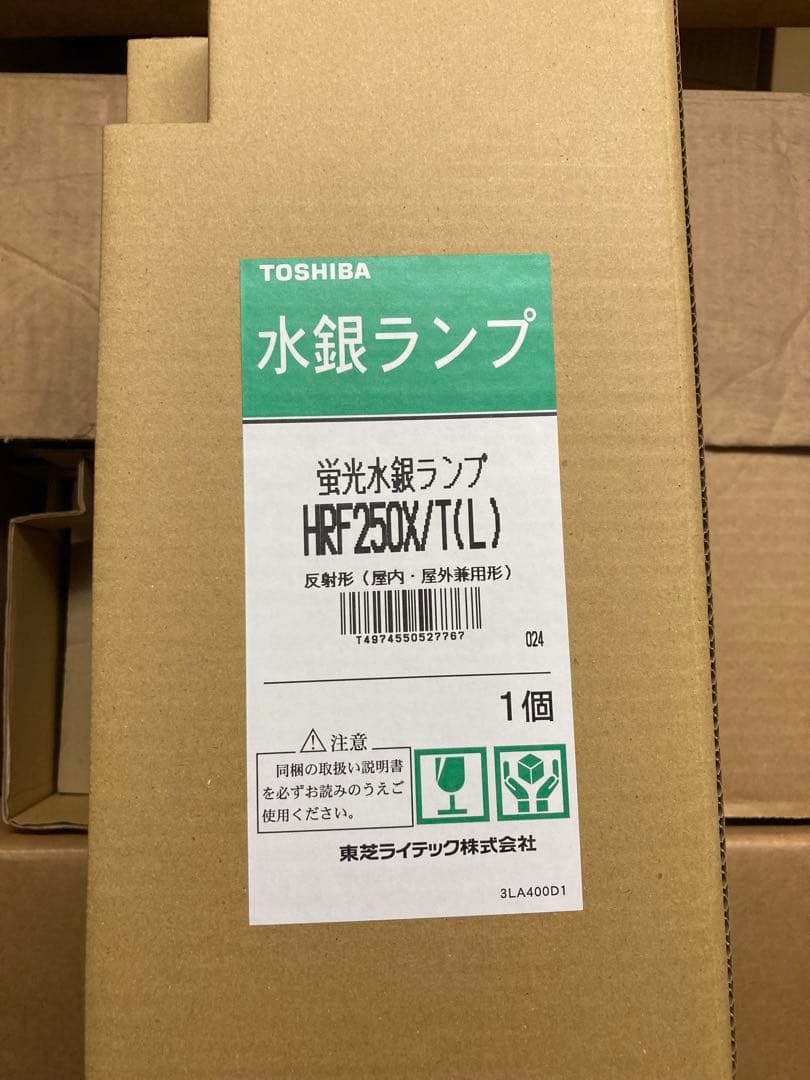 TOSHIBA
水銀ランプ
蛍光水銀ランプ
HRF250X/T(L)
反射形(屋内・屋外兼用形)
T4974550527767
024
1個
注意
同梱の取扱い説明書
を必ずお読みのうえご
使用ください。
東芝ライテック株式会社
3LA400D1